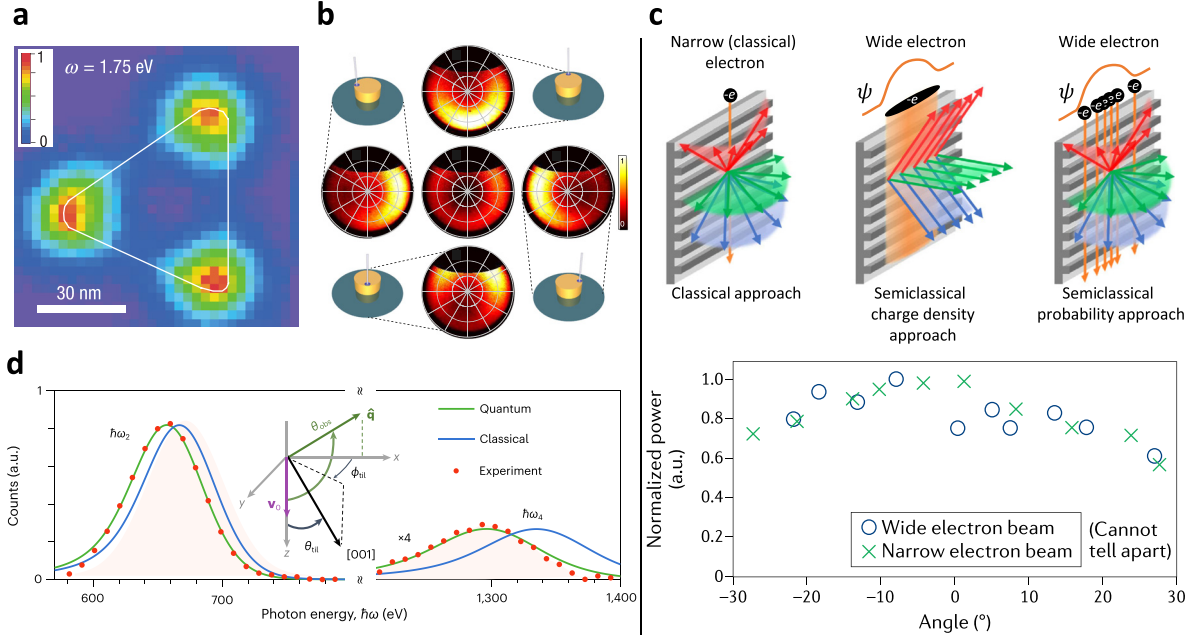 a
1
0
ω = 1.75 eV
30 nm
b
1
0
c
Narrow (classical)
electron
Wide electron
Wide electron
-e
ψ
-e
ψ
-e
e
e
e
-e
-e
Classical approach
Semiclassical
charge density
approach
Semiclassical
probability approach
Normalized power
(a.u.)
1.0
0.8
0.6
0.4
0.2
0
Wide electron beam
Narrow electron beam
(Cannot
tell apart)
−30
−20
−10
0
10
20
30
Angle (°)
d
Counts (a.u.)
1
0
ħω2
θobs
q̂
x
ϕtil
y
v0
z
θtil
[001]
Quantum
Classical
Experiment
×4
ħω4
≈
≈
600
700
1,300
1,400
Photon energy, ħω (eV)